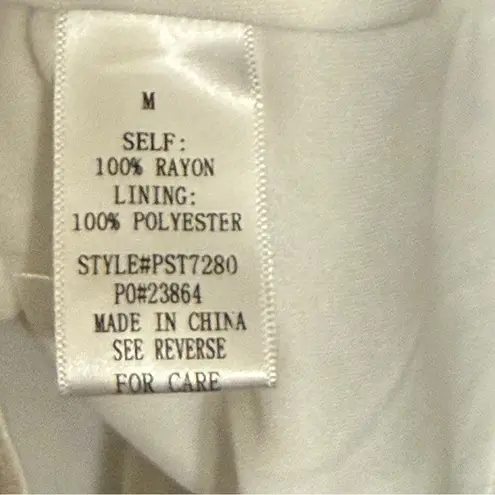 M
SELF:
100% RAYON
LINING:
100% POLYESTER
STYLE#PST7280
PO#23864
MADE IN CHINA
SEE REVERSE
FOR CARE